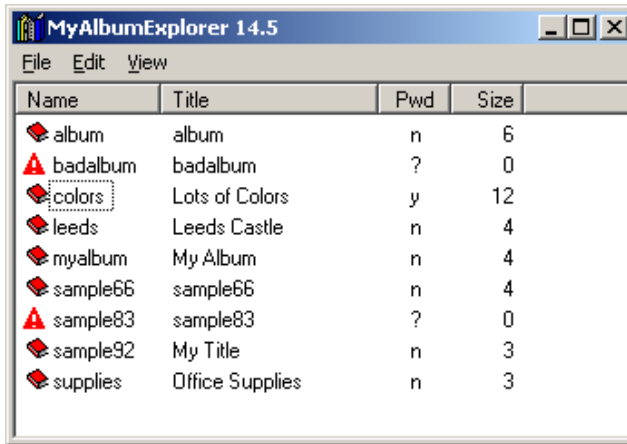 MyAlbumExplorer 14.5
File Edit View
Name Title Pwd Size
album album n 6
badalbum badalbum ? 0
colors Lots of Colors y 12
leeds Leeds Castle n 4
myalbum My Album n 4
sample66 sample66 n 4
sample83 sample83 ? 0
sample92 My Title n 3
supplies Office Supplies n 3